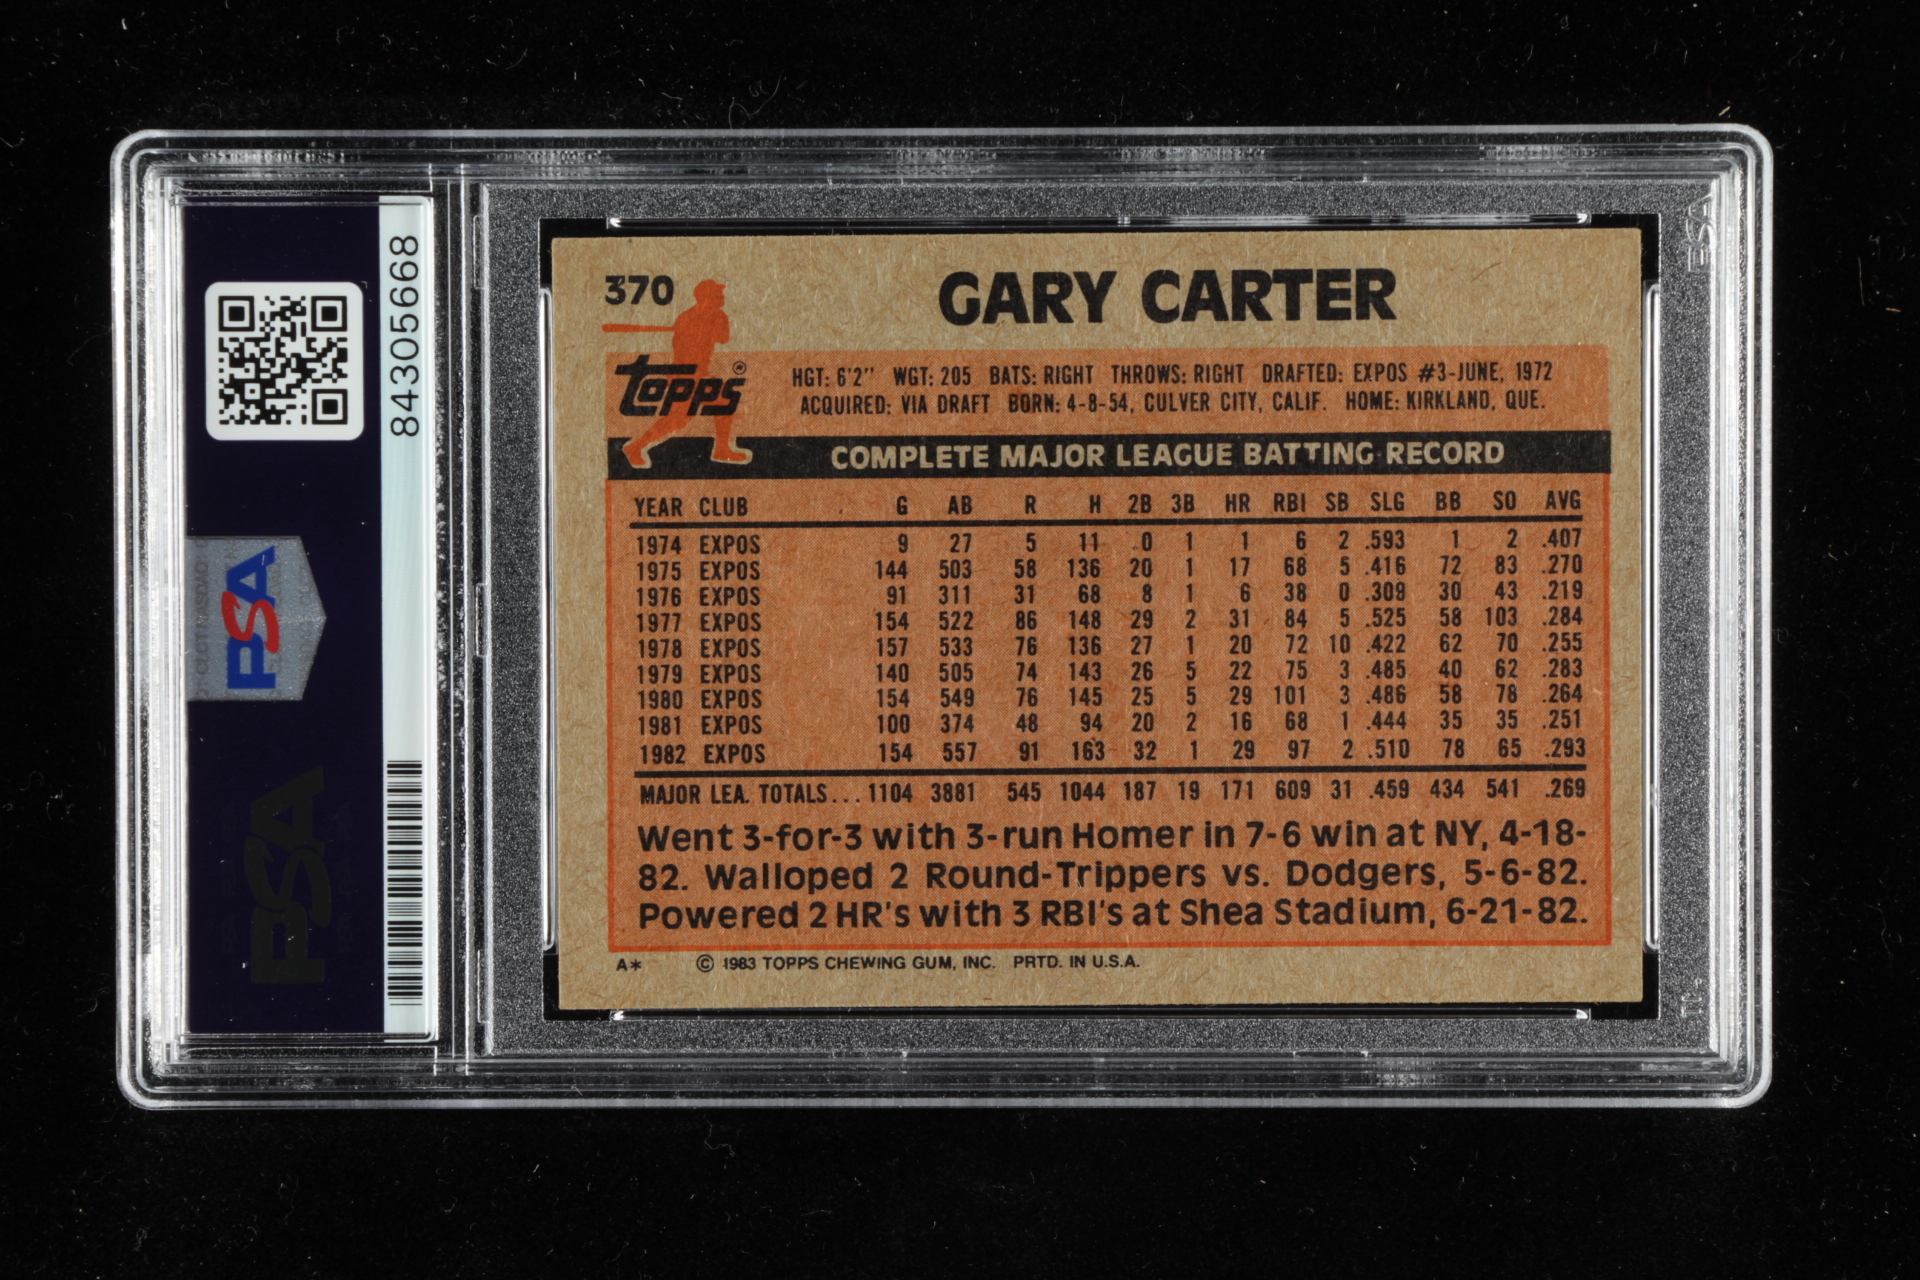 84305668
PSA
PSA
370
GARY CARTER
topps®
HGT: 6'2" WGT: 205 BATS: RIGHT THROWS: RIGHT DRAFTED: EXPOS #3-JUNE, 1972
ACQUIRED: VIA DRAFT BORN: 4-8-54, CULVER CITY, CALIF. HOME: KIRKLAND, QUE.
COMPLETE MAJOR LEAGUE BATTING RECORD
YEAR CLUB G AB R H 2B 3B HR RBI SB SLG BB SO AVG
1974 EXPOS 9 27 5 11 0 1 1 6 2 .593 1 2 .407
1975 EXPOS 144 503 58 136 20 1 17 68 5 .416 72 83 .270
1976 EXPOS 91 311 31 68 8 1 6 38 0 .309 30 43 .219
1977 EXPOS 154 522 86 148 29 2 31 84 5 .525 58 103 .284
1978 EXPOS 157 533 76 136 27 1 20 72 10 .422 62 70 .255
1979 EXPOS 140 505 74 143 26 5 22 75 3 .485 40 62 .283
1980 EXPOS 154 549 76 145 25 5 29 101 3 .486 58 78 .264
1981 EXPOS 100 374 48 94 20 2 16 68 1 .444 35 35 .251
1982 EXPOS 154 557 91 163 32 1 29 97 2 .510 78 65 .293
MAJOR LEA. TOTALS... 1104 3881 545 1044 187 19 171 609 31 .459 434 541 .269
Went 3-for-3 with 3-run Homer in 7-6 win at NY, 4-18-
82. Walloped 2 Round-Trippers vs. Dodgers, 5-6-82.
Powered 2 HR's with 3 RBI's at Shea Stadium, 6-21-82.
A* © 1983 TOPPS CHEWING GUM, INC. PRTD. IN U.S.A.
PSA